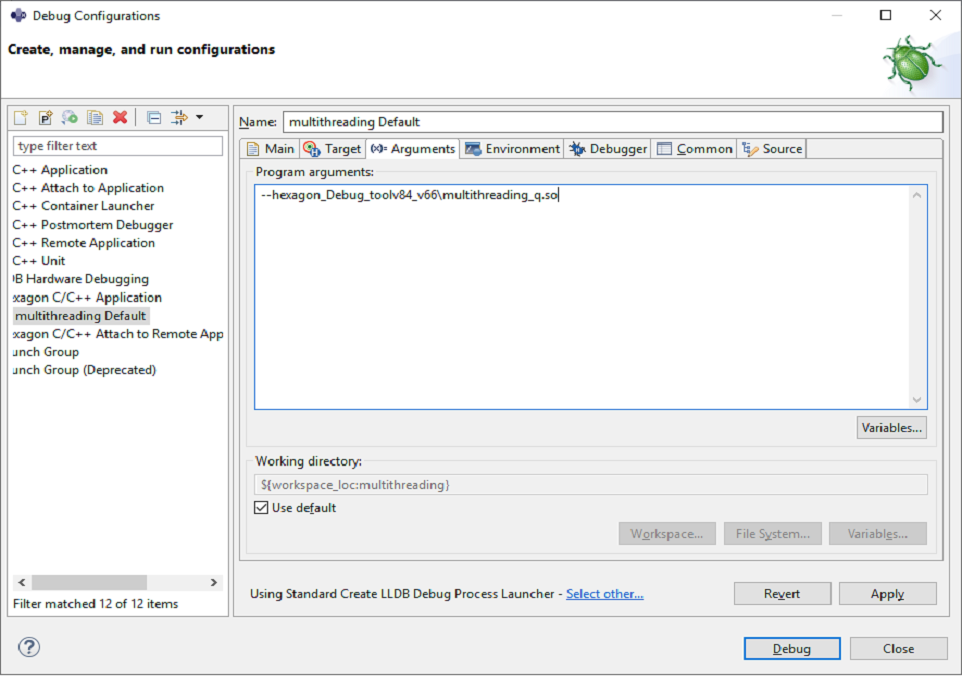 Debug Configurations
Create, manage, and run configurations
type filter text
C++ Application
C++ Attach to Application
C++ Container Launcher
C++ Postmortem Debugger
C++ Remote Application
C++ Unit
B Hardware Debugging
xagon C/C++ Application
multithreading Default
xagon C/C++ Attach to Remote App
unch Group
unch Group (Deprecated)
Filter matched 12 of 12 items
Name: multithreading Default
Main Target (x)= Arguments Environment Debugger Common Source
Program arguments:
--hexagon_Debug_toolv84_v66\multithreading_q.so
Variables...
Working directory:
${workspace_loc:multithreading}
Use default
Workspace... File System... Variables...
Using Standard Create LLDB Debug Process Launcher - Select other...
Revert Apply
? Debug Close